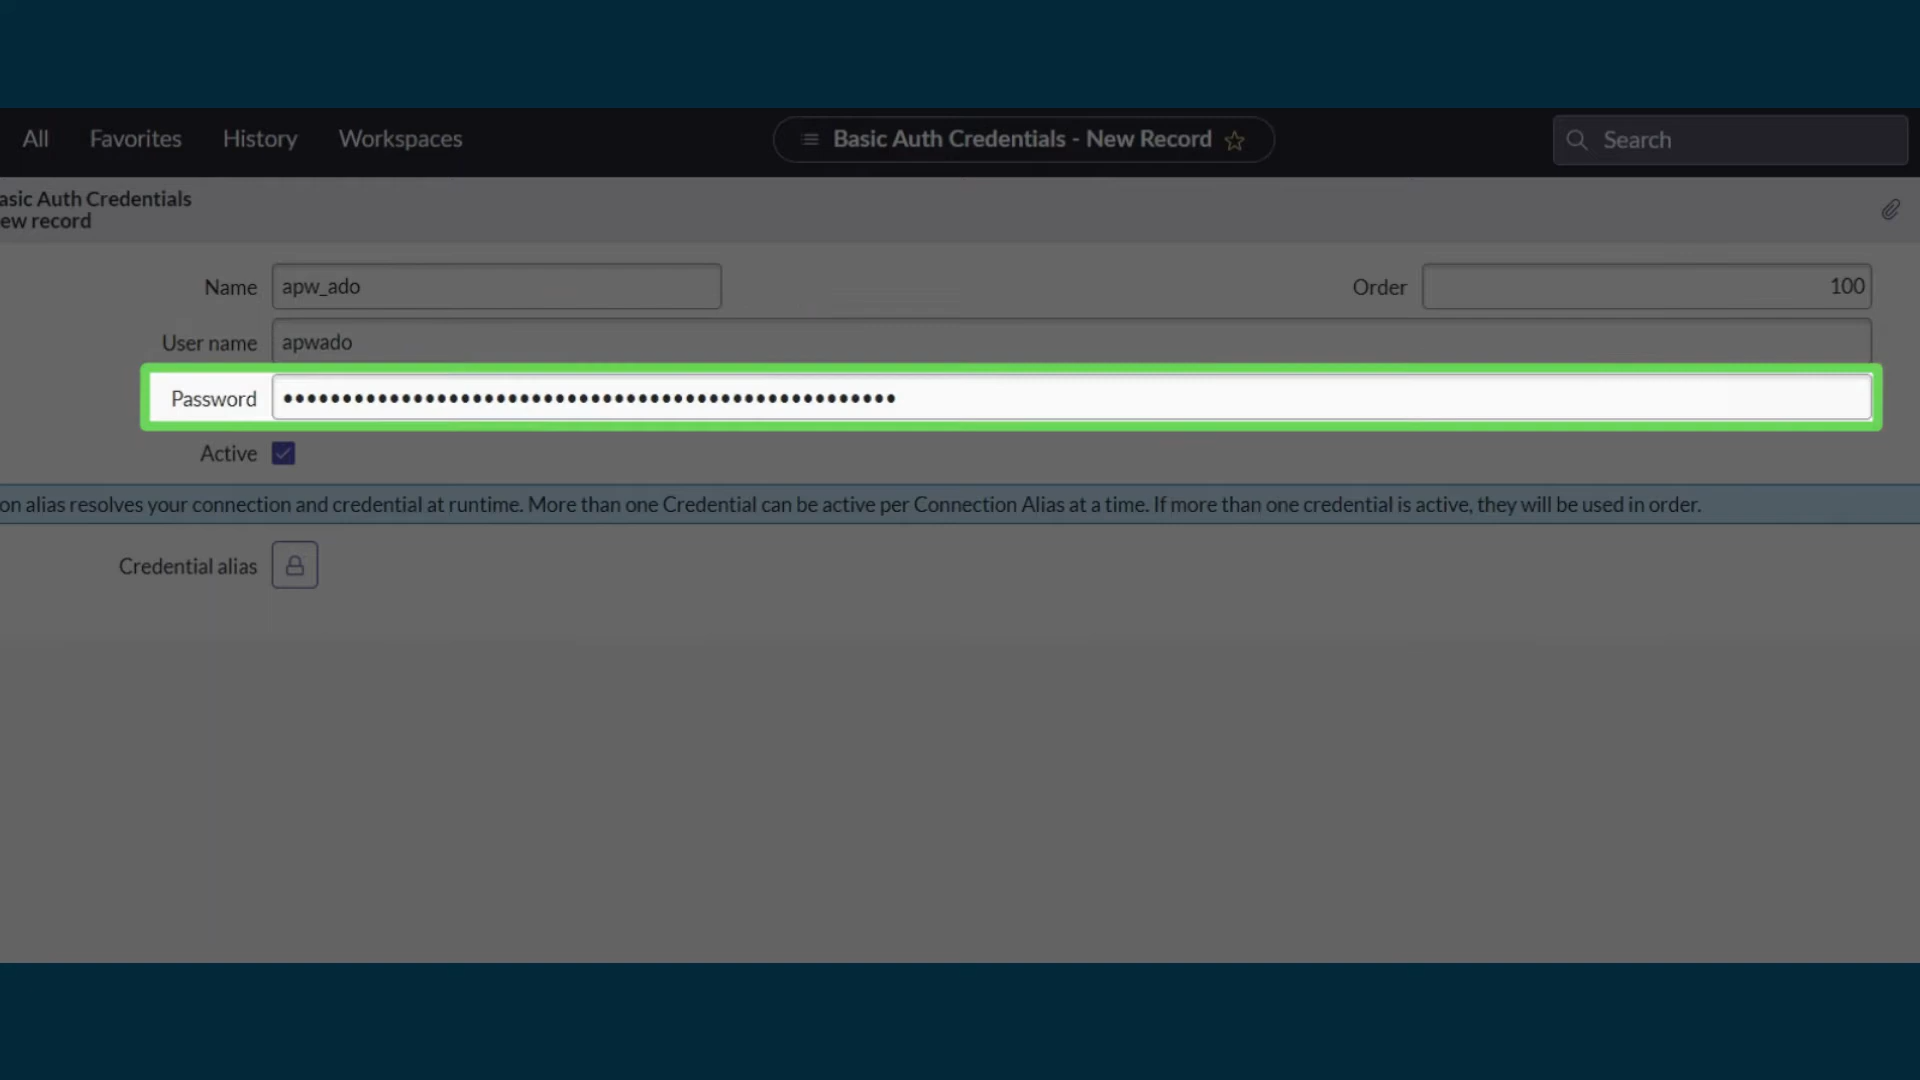 All Favorites History Workspaces Basic Auth Credentials - New Record Search
asic Auth Credentials
ew record
Name apw_ado Order 100
User name apwado
Password ••••••••••••••••••••••••••••••••••••••••••••••••••••
Active
on alias resolves your connection and credential at runtime. More than one Credential can be active per Connection Alias at a time. If more than one credential is active, they will be used in order.
Credential alias